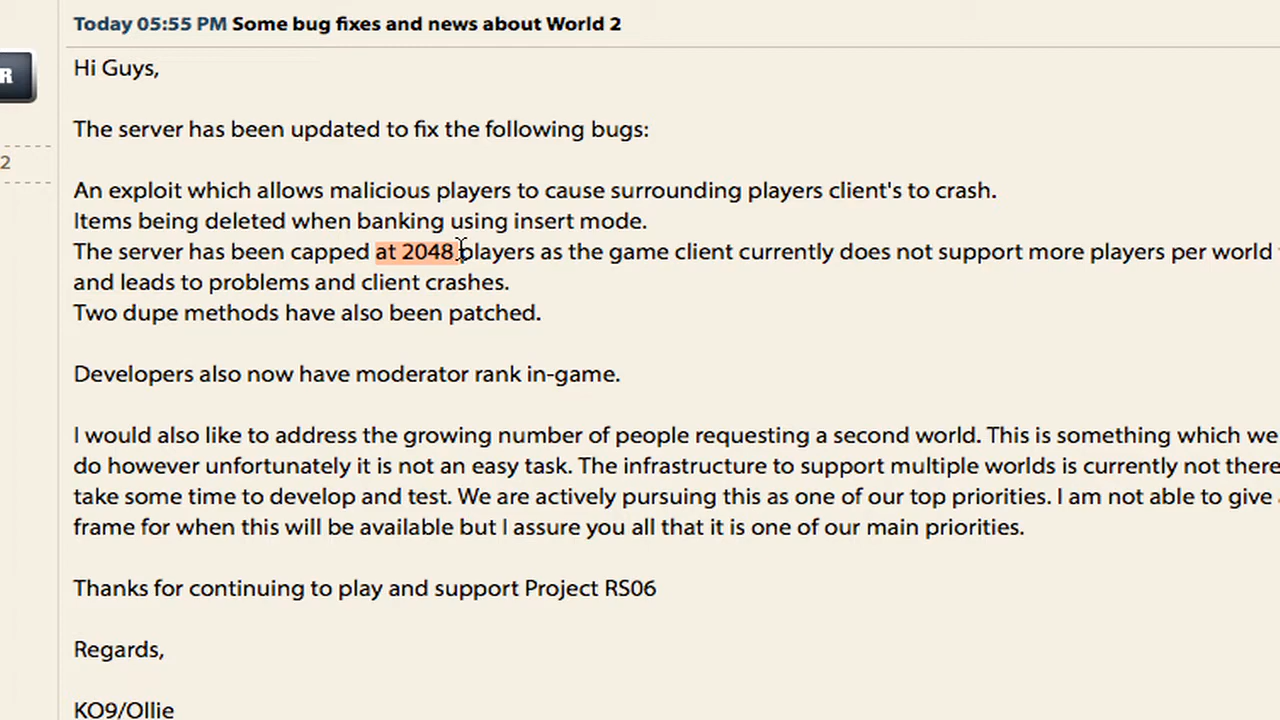 Today 05:55 PM Some bug fixes and news about World 2
R
Hi Guys,
The server has been updated to fix the following bugs:
2
An exploit which allows malicious players to cause surrounding players client's to crash.
Items being deleted when banking using insert mode.
The server has been capped at 2048 players as the game client currently does not support more players per world
and leads to problems and client crashes.
Two dupe methods have also been patched.
Developers also now have moderator rank in-game.
I would also like to address the growing number of people requesting a second world. This is something which we
do however unfortunately it is not an easy task. The infrastructure to support multiple worlds is currently not there
take some time to develop and test. We are actively pursuing this as one of our top priorities. I am not able to give
frame for when this will be available but I assure you all that it is one of our main priorities.
Thanks for continuing to play and support Project RS06
Regards,
KO9/Ollie